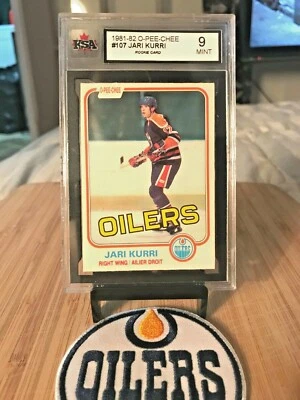 KSA
1981-82 O-PEE-CHEE
#107 JARI KURRI
ROOKIE CARD
9
MINT
O-PEE-CHEE
OILERS
JARI KURRI
RIGHT WING/AILIER DROIT
OILERS
OILERS